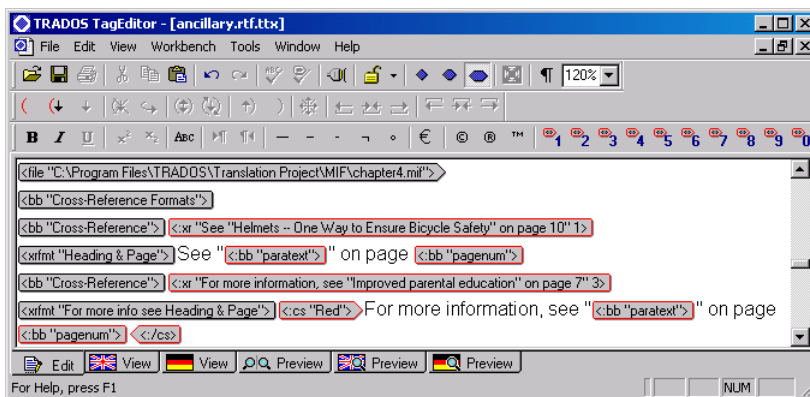 TRADOS TagEditor - [ancillary.rtf.ttx]
File Edit View Workbench Tools Window Help
ABC 120%
B I U x² x₂ ABC ¶ ¶ — – - ¬ ° € © ® ™ 1 2 3 4 5 6 7 8 9 0
<file "C:\Program Files\TRADOS\Translation Project\MIF\chapter4.mif">
<bb "Cross-Reference Formats">
<bb "Cross-Reference"> <:xr "See "Helmets -- One Way to Ensure Bicycle Safety" on page 10" 1>
<xrfmt "Heading & Page"> See "<:bb "paratext">" on page <:bb "pagenum">
<bb "Cross-Reference"> <:xr "For more information, see "Improved parental education" on page 7" 3>
<xrfmt "For more info see Heading & Page"> <:cs "Red"> For more information, see "<:bb "paratext">" on page
<:bb "pagenum"> <:/cs>
Edit View View Preview Preview Preview
For Help, press F1 NUM